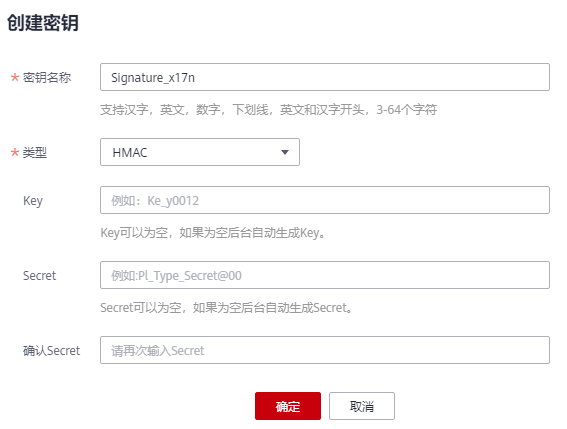 创建密钥
* 密钥名称 Signature_x17n
支持汉字，英文，数字，下划线，英文和汉字开头，3-64个字符
* 类型 HMAC
Key 例如：Ke_y0012
Key可以为空，如果为空后台自动生成Key。
Secret 例如:Pl_Type_Secret@00
Secret可以为空，如果为空后台自动生成Secret。
确认Secret 请再次输入Secret
确定 取消